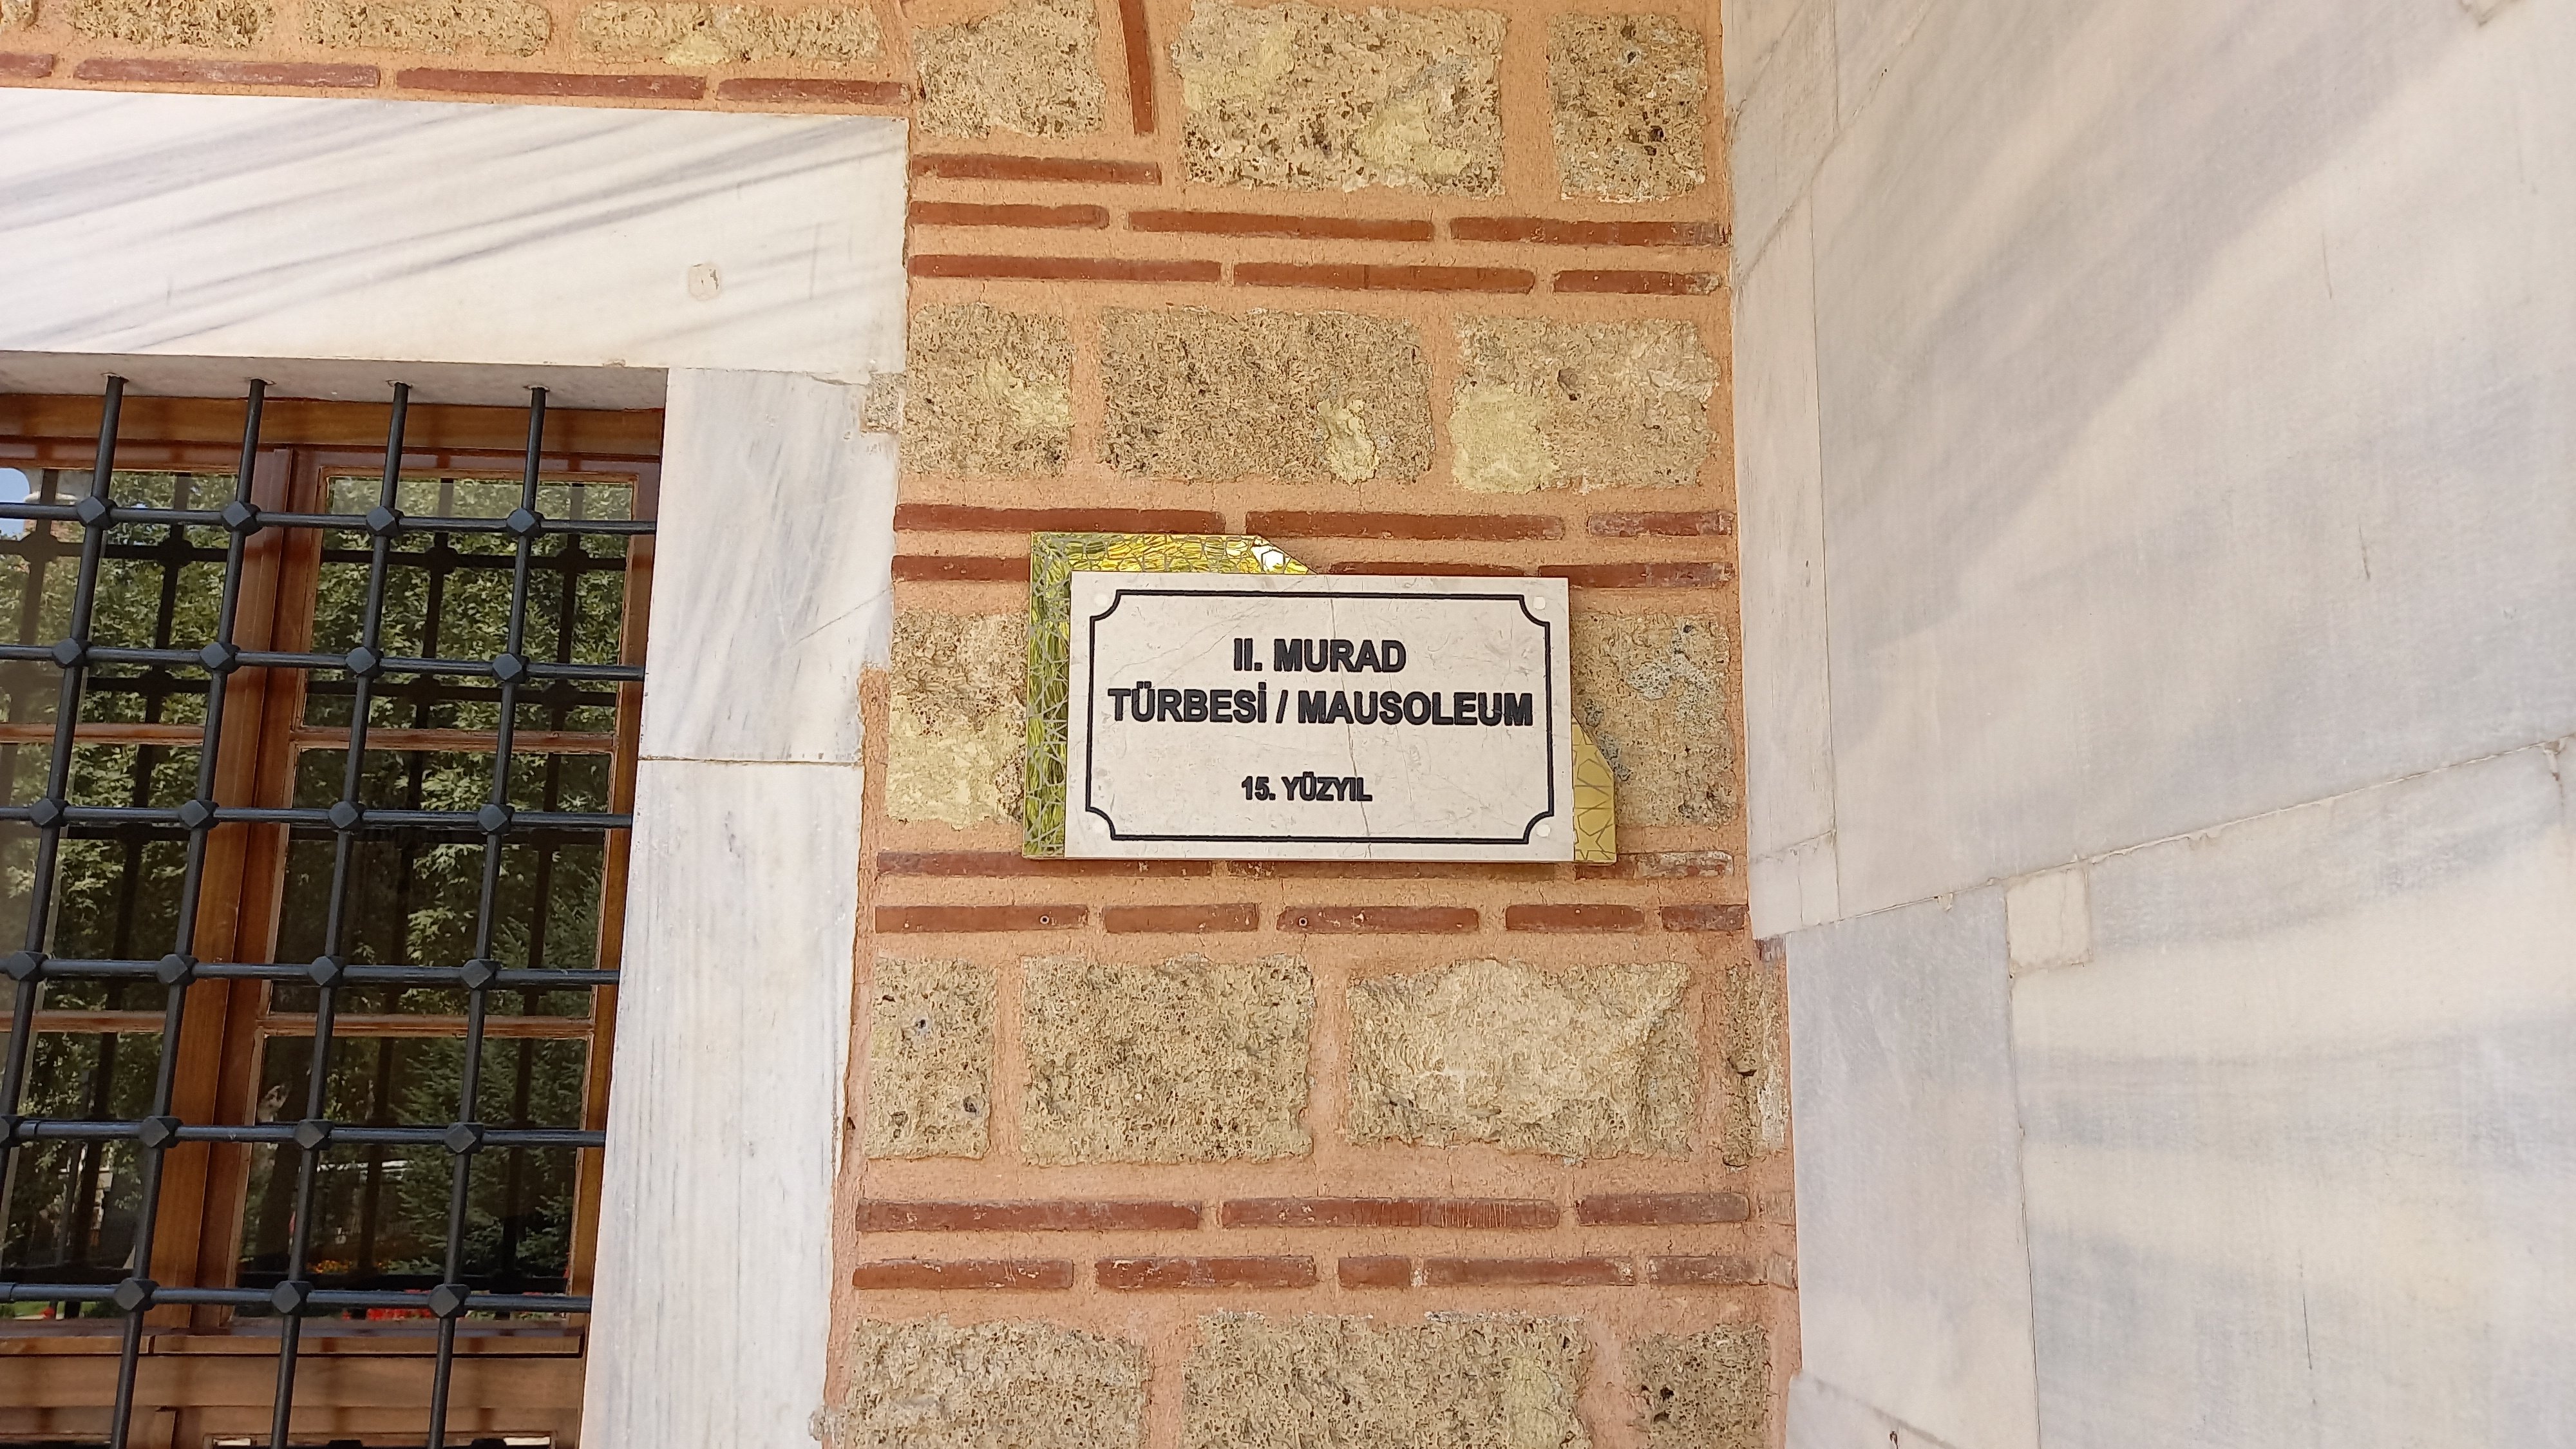 II. MURAD
TÜRBESİ / MAUSOLEUM
15. YÜZYIL